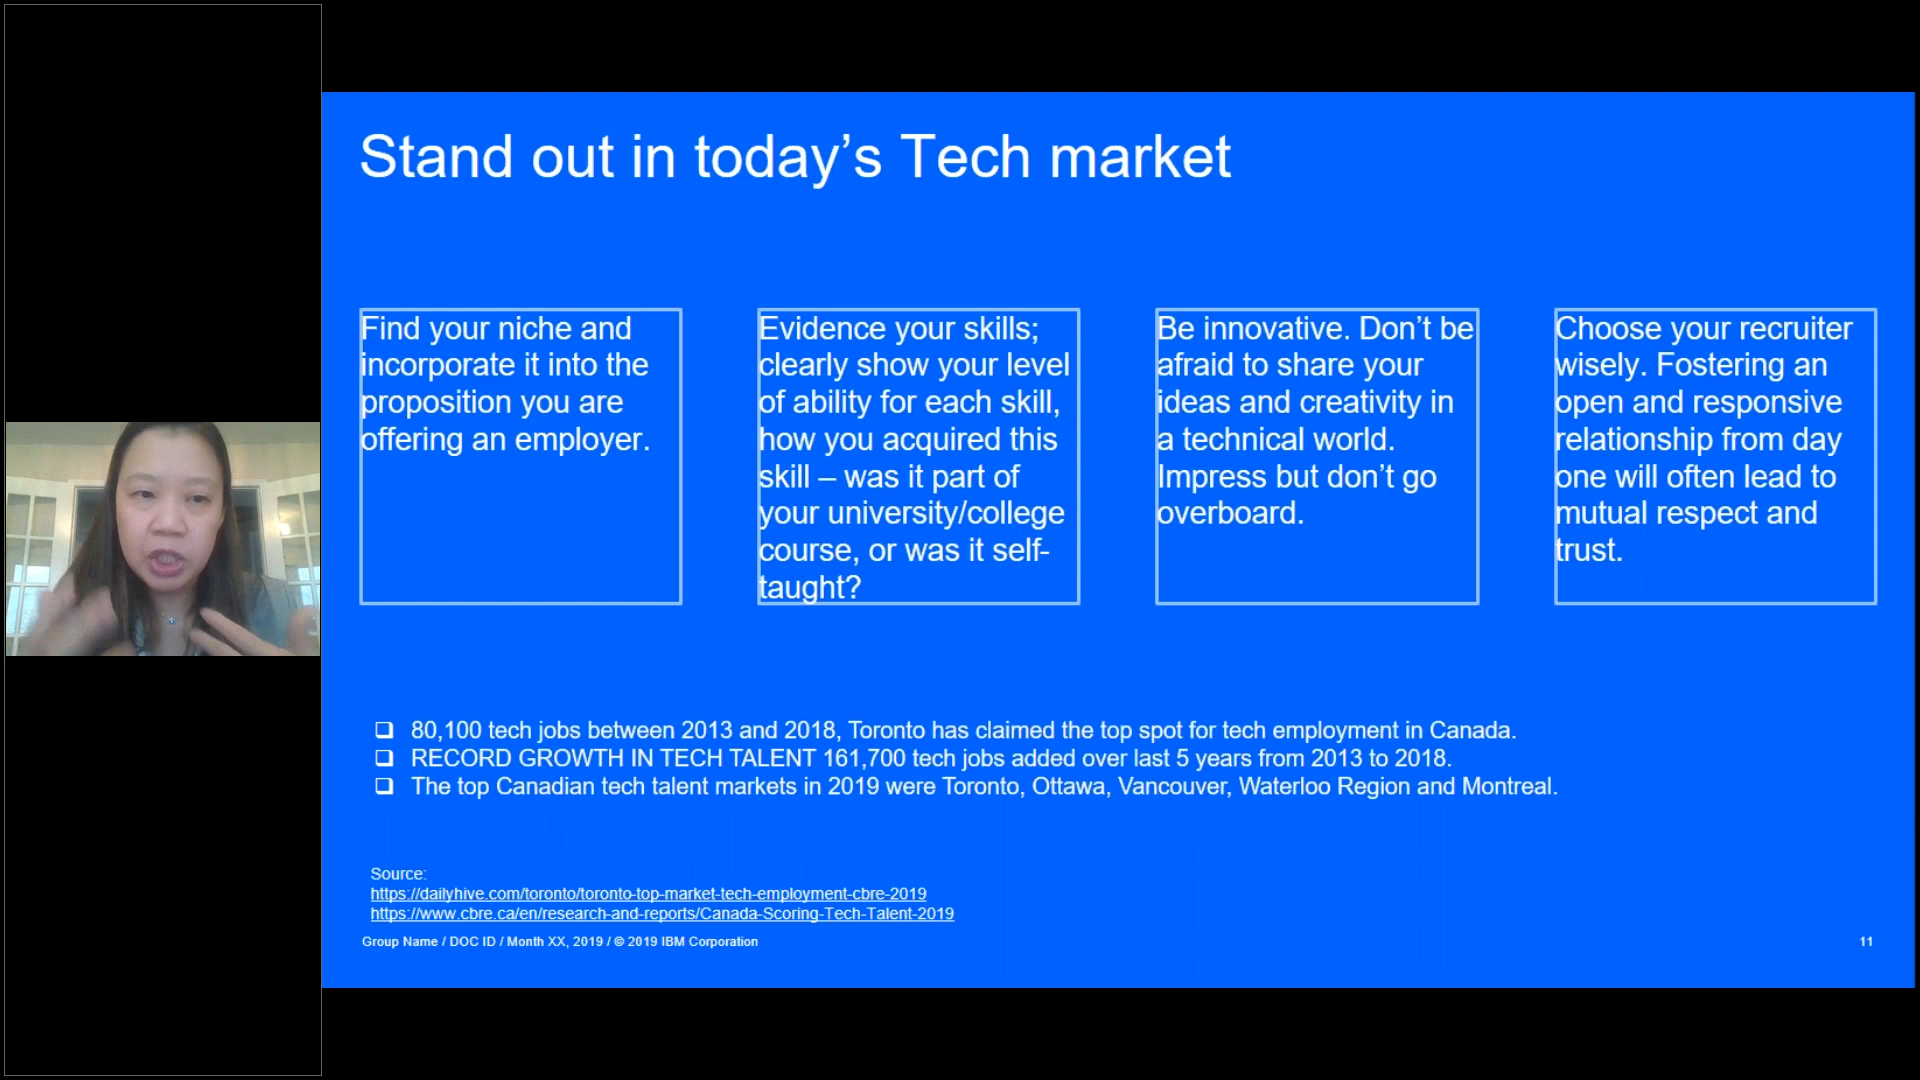 Stand out in today’s Tech market
Find your niche and
incorporate it into the
proposition you are
offering an employer.
Evidence your skills;
clearly show your level
of ability for each skill,
how you acquired this
skill – was it part of
your university/college
course, or was it self-
taught?
Be innovative. Don’t be
afraid to share your
ideas and creativity in
a technical world.
Impress but don’t go
overboard.
Choose your recruiter
wisely. Fostering an
open and responsive
relationship from day
one will often lead to
mutual respect and
trust.
❑ 80,100 tech jobs between 2013 and 2018, Toronto has claimed the top spot for tech employment in Canada.
❑ RECORD GROWTH IN TECH TALENT 161,700 tech jobs added over last 5 years from 2013 to 2018.
❑ The top Canadian tech talent markets in 2019 were Toronto, Ottawa, Vancouver, Waterloo Region and Montreal.
Source:
https://dailyhive.com/toronto/toronto-top-market-tech-employment-cbre-2019
https://www.cbre.ca/en/research-and-reports/Canada-Scoring-Tech-Talent-2019
Group Name / DOC ID / Month XX, 2019 / © 2019 IBM Corporation
11